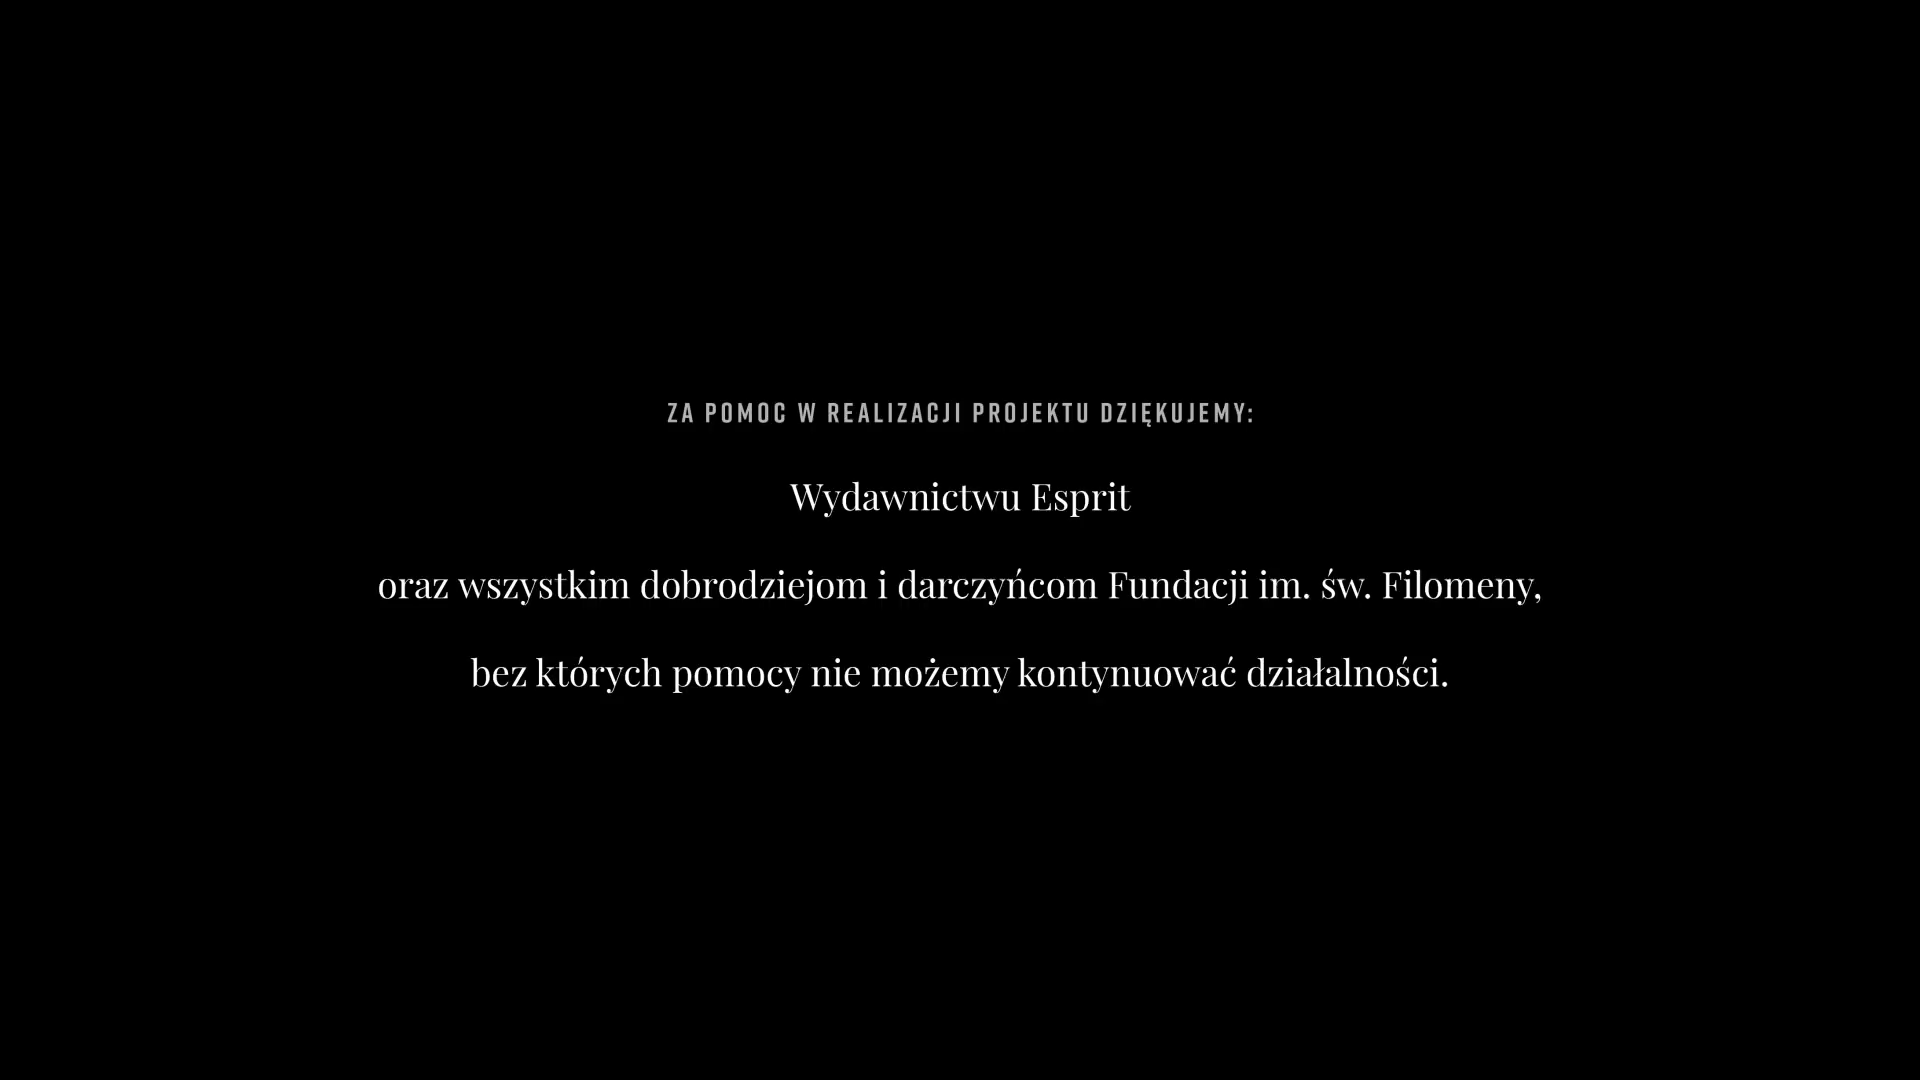 ZA POMOC W REALIZACJI PROJEKTU DZIĘKUJEMY:
Wydawnictwu Esprit
oraz wszystkim dobrodziejom i darczyńcom Fundacji im. św. Filomeny,
bez których pomocy nie możemy kontynuować działalności.